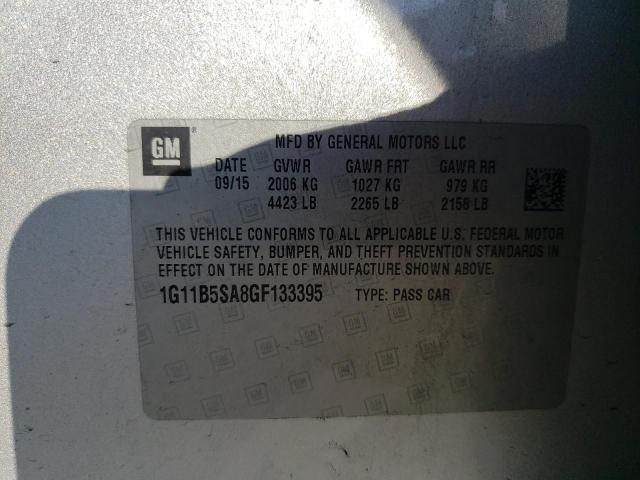 GM ® MFD BY GENERAL MOTORS LLC
DATE GVWR GAWR FRT GAWR RR
09/15 2006 KG 1027 KG 979 KG
4423 LB 2265 LB 2158 LB
THIS VEHICLE CONFORMS TO ALL APPLICABLE U.S. FEDERAL MOTOR
VEHICLE SAFETY, BUMPER, AND THEFT PREVENTION STANDARDS IN
EFFECT ON THE DATE OF MANUFACTURE SHOWN ABOVE.
1G11B5SA8GF133395 TYPE: PASS CAR